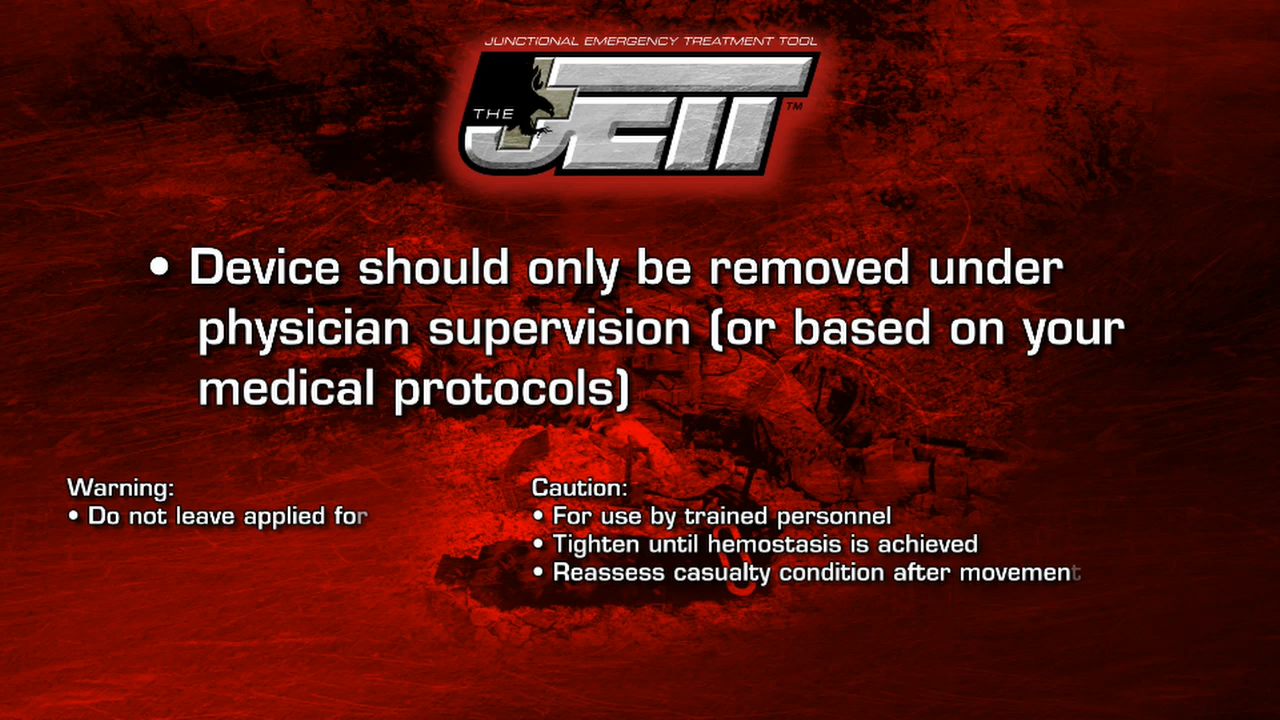 JUNCTIONAL EMERGENCY TREATMENT TOOL
THE
JETT™
• Device should only be removed under
physician supervision (or based on your
medical protocols)
Warning:
• Do not leave applied for
Caution:
• For use by trained personnel
• Tighten until hemostasis is achieved
• Reassess casualty condition after movement